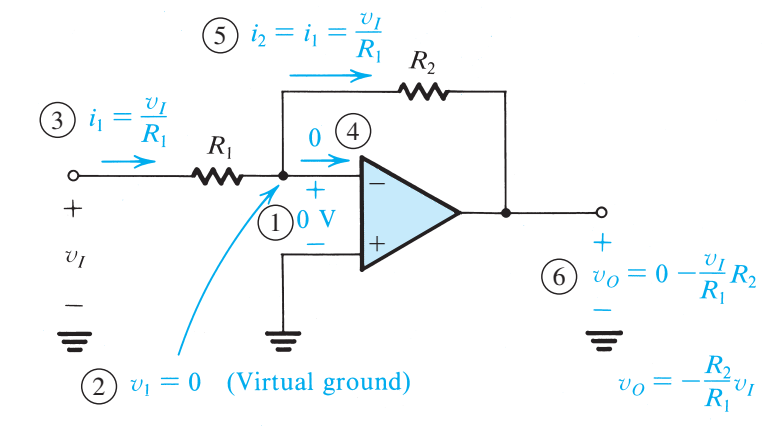 ⑤ i₂ = i₁ = v_I/R₁
R₂
③ i₁ = v_I/R₁
R₁
0 ④
+
−
① 0 V
−
+
+
v_I
−
+
⑥ v_O = 0 − (v_I/R₁) R₂
−
② v₁ = 0 (Virtual ground)
v_O = − (R₂/R₁) v_I